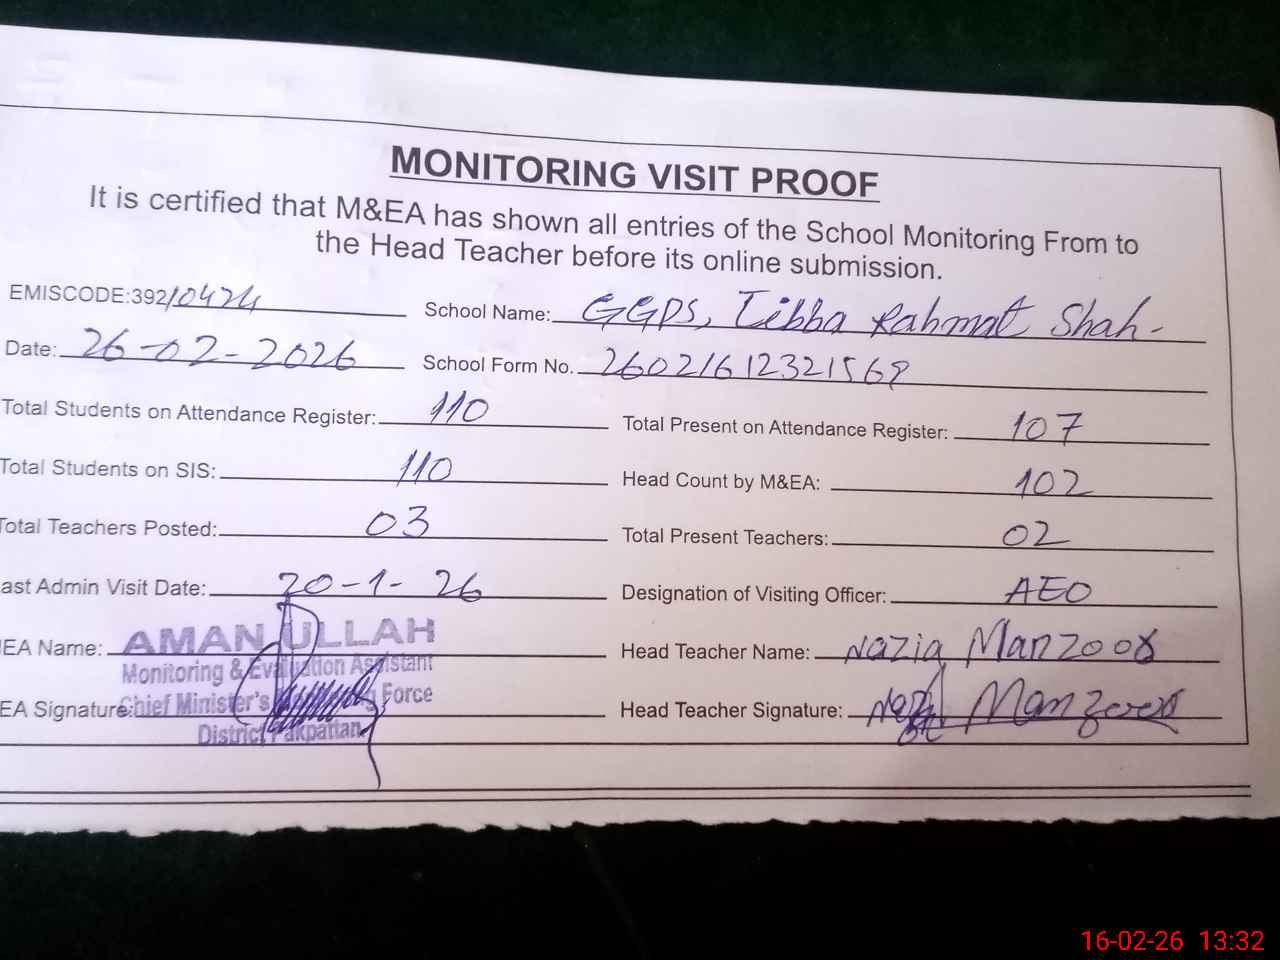 MONITORING VISIT PROOF
It is certified that M&EA has shown all entries of the School Monitoring From to
the Head Teacher before its online submission.
EMISCODE:39210424 School Name: GGPS, Tibba Rahmat Shah-
Date: 26-02-2026 School Form No. 26021612321569
Total Students on Attendance Register: 110 Total Present on Attendance Register: 107
Total Students on SIS: 110 Head Count by M&EA: 102
Total Teachers Posted: 03 Total Present Teachers: 02
ast Admin Visit Date: 20-1-26 Designation of Visiting Officer: AEO
EA Name: AMAN ULLAH Head Teacher Name: Nazia Manzoor
Monitoring & Evaluation Assistant
EA Signature: Chief Minister's Force Head Teacher Signature: Manzoor
District Pakpattan
16-02-26 13:32